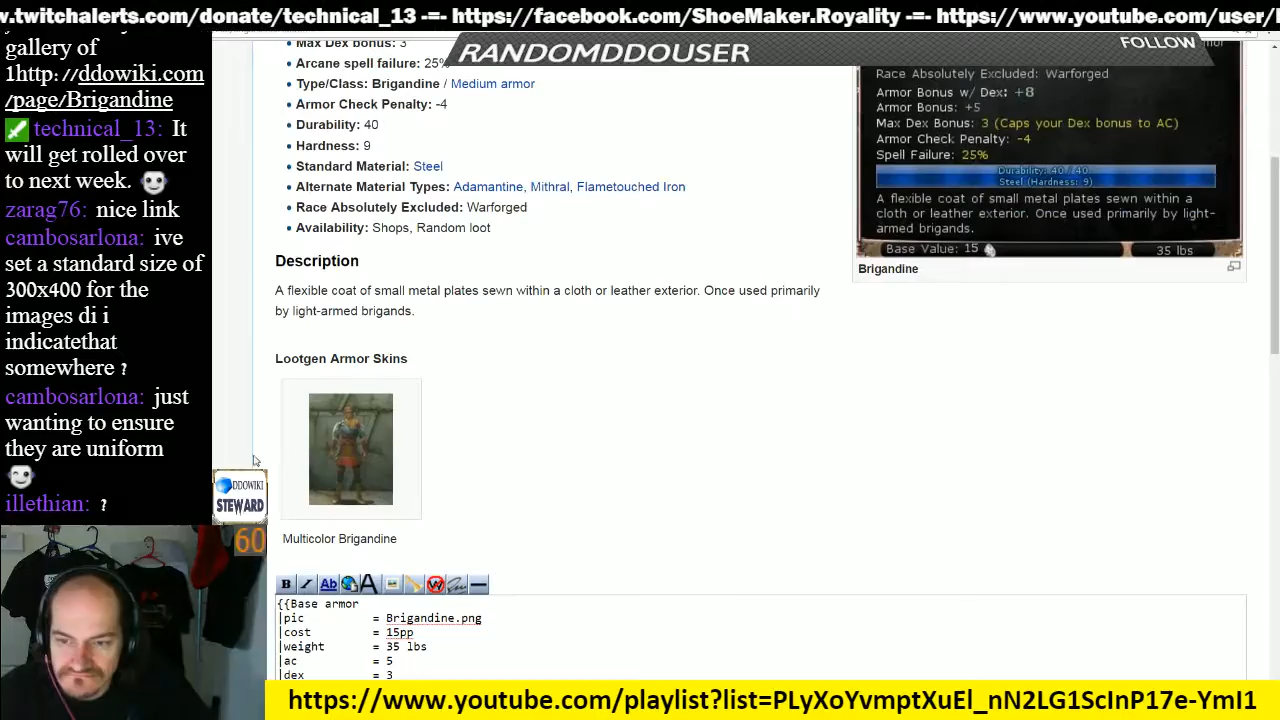 w.twitchalerts.com/donate/technical_13 -=- https://facebook.com/ShoeMaker.Royality -=- https://www.youtube.com/user/
gallery of
1http://ddowiki.com
/page/Brigandine
technical_13: It
will get rolled over
to next week.
zarag76: nice link
cambosarlona: ive
set a standard size of
300x400 for the
images di i
indicatethat
somewhere ?
cambosarlona: just
wanting to ensure
they are uniform
illethian: ?
RANDOMDDOUSER
FOLLOW
Max Dex bonus: 3
Arcane spell failure: 25%
Type/Class: Brigandine / Medium armor
Armor Check Penalty: -4
Durability: 40
Hardness: 9
Standard Material: Steel
Alternate Material Types: Adamantine, Mithral, Flametouched Iron
Race Absolutely Excluded: Warforged
Availability: Shops, Random loot
Description
A flexible coat of small metal plates sewn within a cloth or leather exterior. Once used primarily
by light-armed brigands.
Lootgen Armor Skins
Multicolor Brigandine
Race Absolutely Excluded: Warforged
Armor Bonus w/ Dex: +8
Armor Bonus: +5
Max Dex Bonus: 3 (Caps your Dex bonus to AC)
Armor Check Penalty: -4
Spell Failure: 25%
Durability: 40/40
Steel (Hardness: 9)
A flexible coat of small metal plates sewn within a
cloth or leather exterior. Once used primarily by light-
armed brigands.
Base Value: 15
35 lbs
Brigandine
DDOWIKI
STEWARD
60
B I Ab A W
{{Base armor
|pic = Brigandine.png
|cost = 15pp
|weight = 35 lbs
|ac = 5
|dex = 3
https://www.youtube.com/playlist?list=PLyXoYvmptXuEl_nN2LG1ScInP17e-YmI1